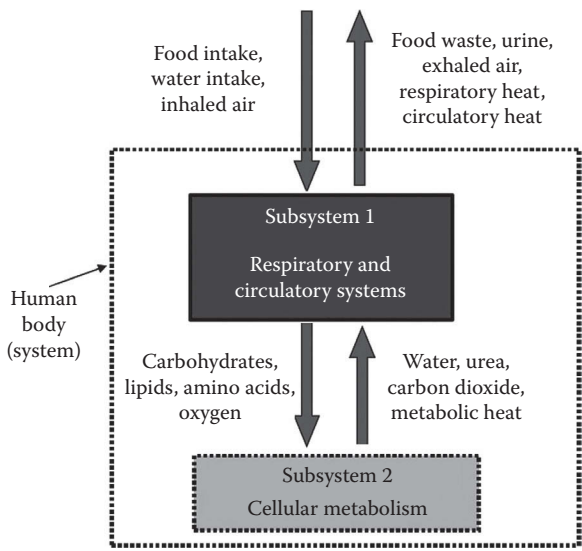 Food intake,
water intake,
inhaled air
Food waste, urine,
exhaled air,
respiratory heat,
circulatory heat
Subsystem 1
Respiratory and
circulatory systems
Human
body
(system)
Carbohydrates,
lipids, amino acids,
oxygen
Water, urea,
carbon dioxide,
metabolic heat
Subsystem 2
Cellular metabolism